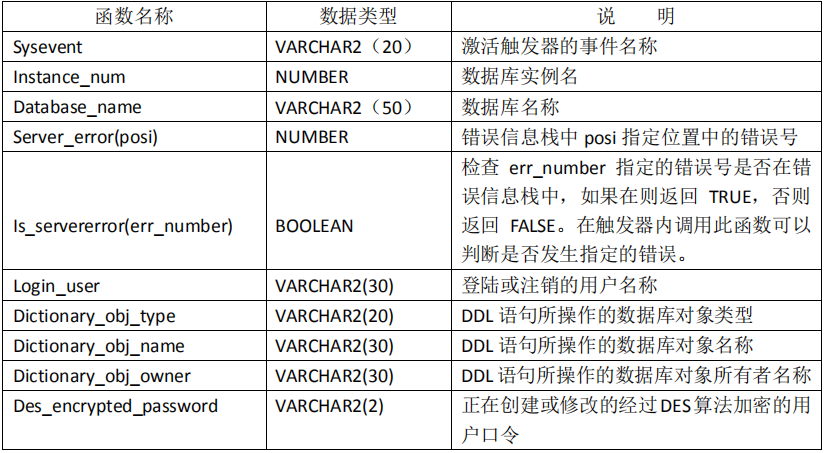 函数名称 数据类型 说 明
Sysevent VARCHAR2（20） 激活触发器的事件名称
Instance_num NUMBER 数据库实例名
Database_name VARCHAR2（50） 数据库名称
Server_error(posi) NUMBER 错误信息栈中 posi 指定位置中的错误号
Is_servererror(err_number) BOOLEAN 检查 err_number 指定的错误号是否在错
误信息栈中，如果在则返回 TRUE，否则
返回 FALSE。在触发器内调用此函数可以
判断是否发生指定的错误。
Login_user VARCHAR2(30) 登陆或注销的用户名称
Dictionary_obj_type VARCHAR2(20) DDL 语句所操作的数据库对象类型
Dictionary_obj_name VARCHAR2(30) DDL 语句所操作的数据库对象名称
Dictionary_obj_owner VARCHAR2(30) DDL 语句所操作的数据库对象所有者名称
Des_encrypted_password VARCHAR2(2) 正在创建或修改的经过 DES 算法加密的用
户口令